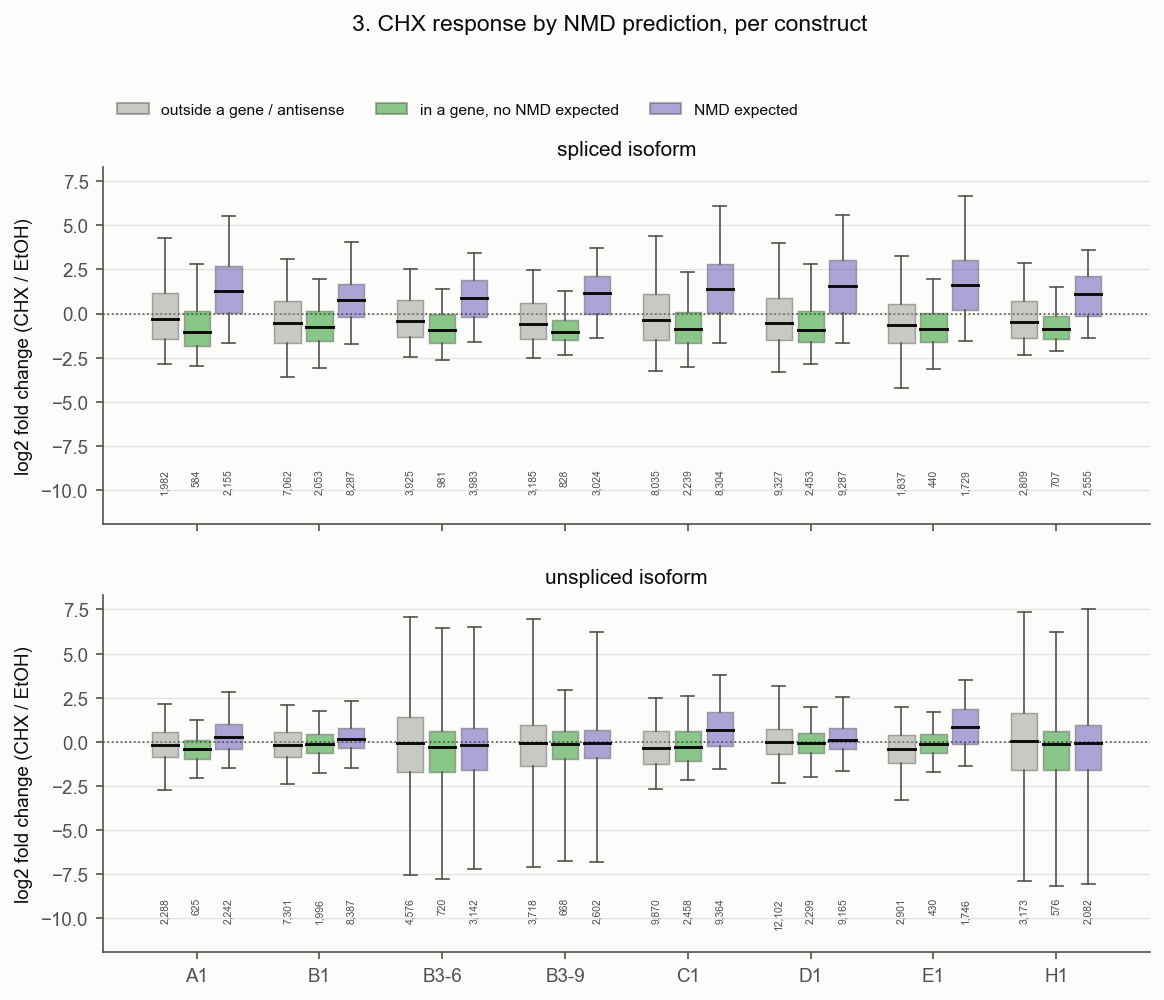 3. CHX response by NMD prediction, per construct
outside a gene / antisense in a gene, no NMD expected NMD expected
spliced isoform
log2 fold change (CHX / EtOH)
7.5
5.0
2.5
0.0
−2.5
−5.0
−7.5
−10.0
1,982 584 2,155 7,062 2,053 8,287 3,925 981 3,983 3,185 828 3,024 8,035 2,239 8,304 9,327 2,453 9,287 1,837 440 1,729 2,809 707 2,555
unspliced isoform
log2 fold change (CHX / EtOH)
7.5
5.0
2.5
0.0
−2.5
−5.0
−7.5
−10.0
2,288 625 2,242 7,301 1,996 8,387 4,576 720 3,142 3,718 668 2,602 9,870 2,458 9,364 12,102 2,299 9,165 2,901 430 1,746 3,173 576 2,082
A1 B1 B3-6 B3-9 C1 D1 E1 H1